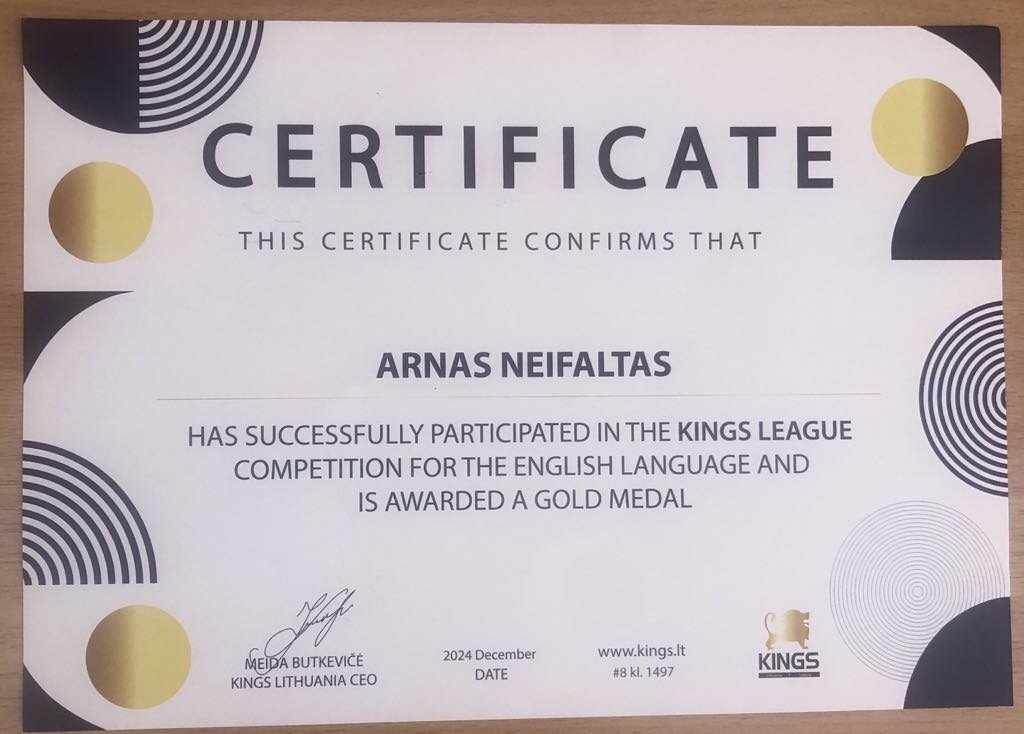 CERTIFICATE
THIS CERTIFICATE CONFIRMS THAT
ARNAS NEIFALTAS
HAS SUCCESSFULLY PARTICIPATED IN THE KINGS LEAGUE
COMPETITION FOR THE ENGLISH LANGUAGE AND
IS AWARDED A GOLD MEDAL
MEIDA BUTKEVIČĖ
KINGS LITHUANIA CEO
2024 December
DATE
www.kings.lt
#8 kl. 1497
KINGS